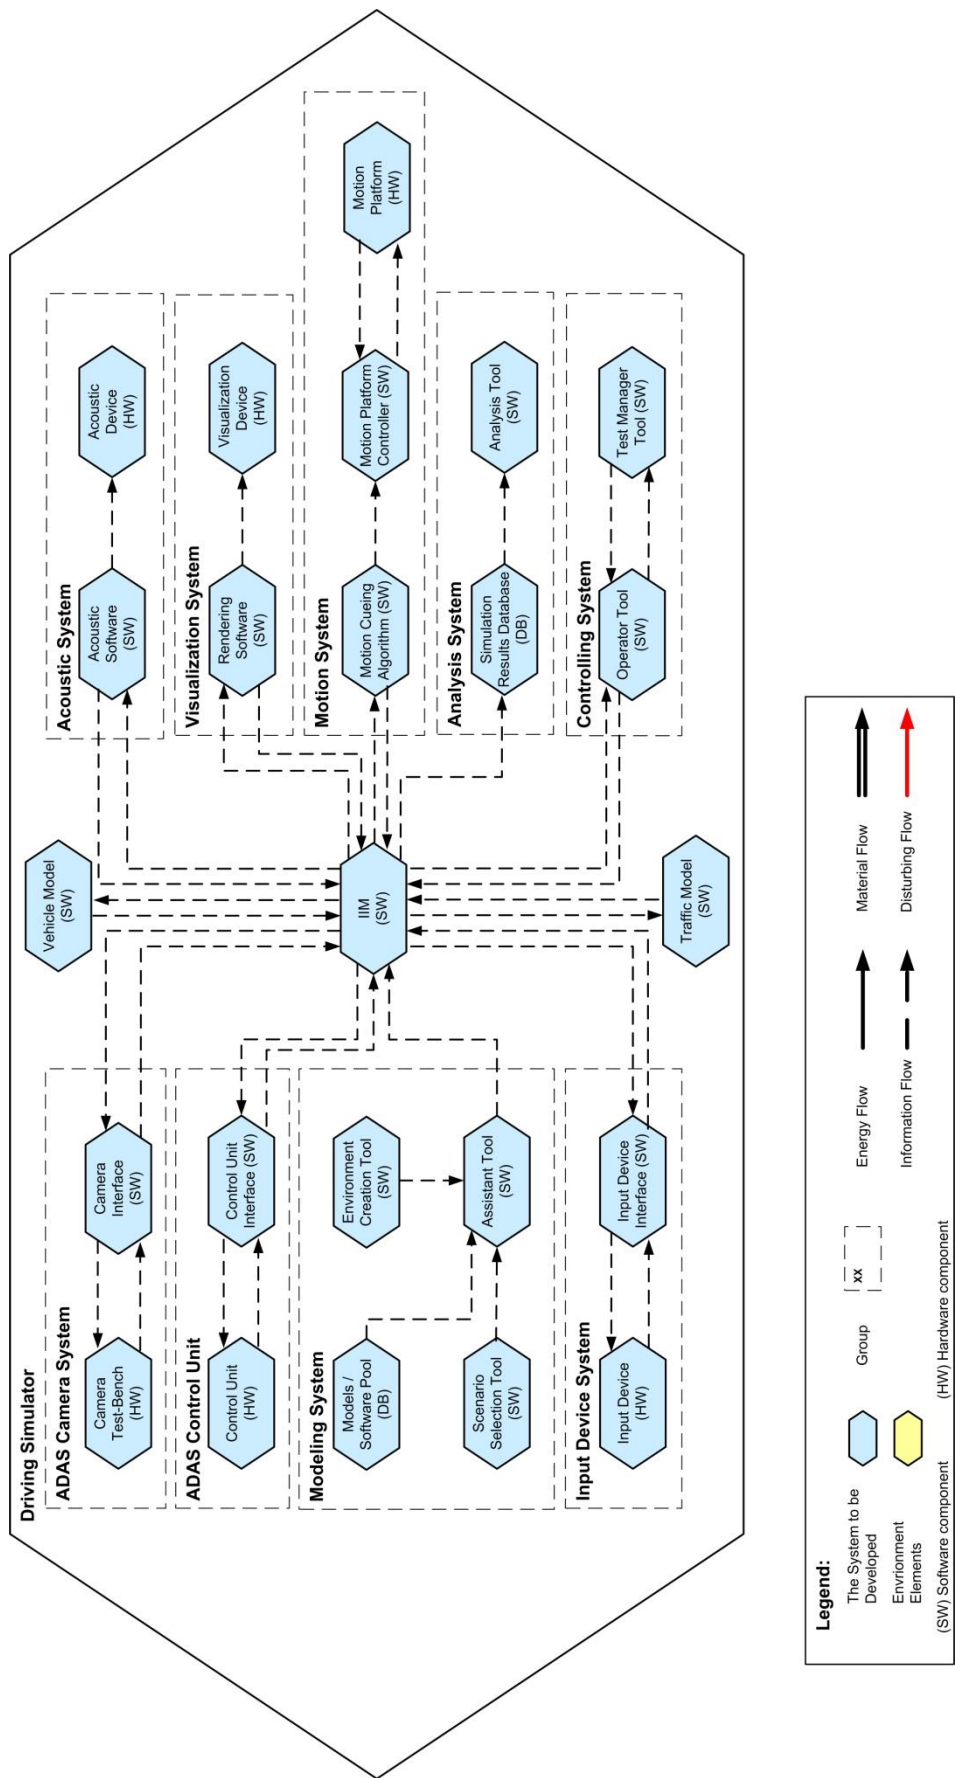 Driving Simulator
ADAS Camera System
Camera
Test-Bench
(HW)
Camera
Interface
(SW)
ADAS Control Unit
Control Unit
(HW)
Control Unit
Interface (SW)
Modeling System
Models /
Software Pool
(DB)
Environment
Creation Tool
(SW)
Scenario
Selection Tool
(SW)
Assistant Tool
(SW)
Input Device System
Input Device
(HW)
Input Device
Interface (SW)
Vehicle Model
(SW)
IIM
(SW)
Traffic Model
(SW)
Acoustic System
Acoustic
Software
(SW)
Acoustic
Device
(HW)
Visualization System
Rendering
Software
(SW)
Visualization
Device
(HW)
Motion System
Motion Cueing
Algorithm (SW)
Motion Platform
Controller (SW)
Motion
Platform
(HW)
Analysis System
Simulation
Results Database
(DB)
Analysis Tool
(SW)
Controlling System
Operator Tool
(SW)
Test Manager
Tool (SW)
Legend:
The System to be
Developed
Group
xx
Energy Flow
Material Flow
Envrionment
Elements
Information Flow
Disturbing Flow
(SW) Software component
(HW) Hardware component